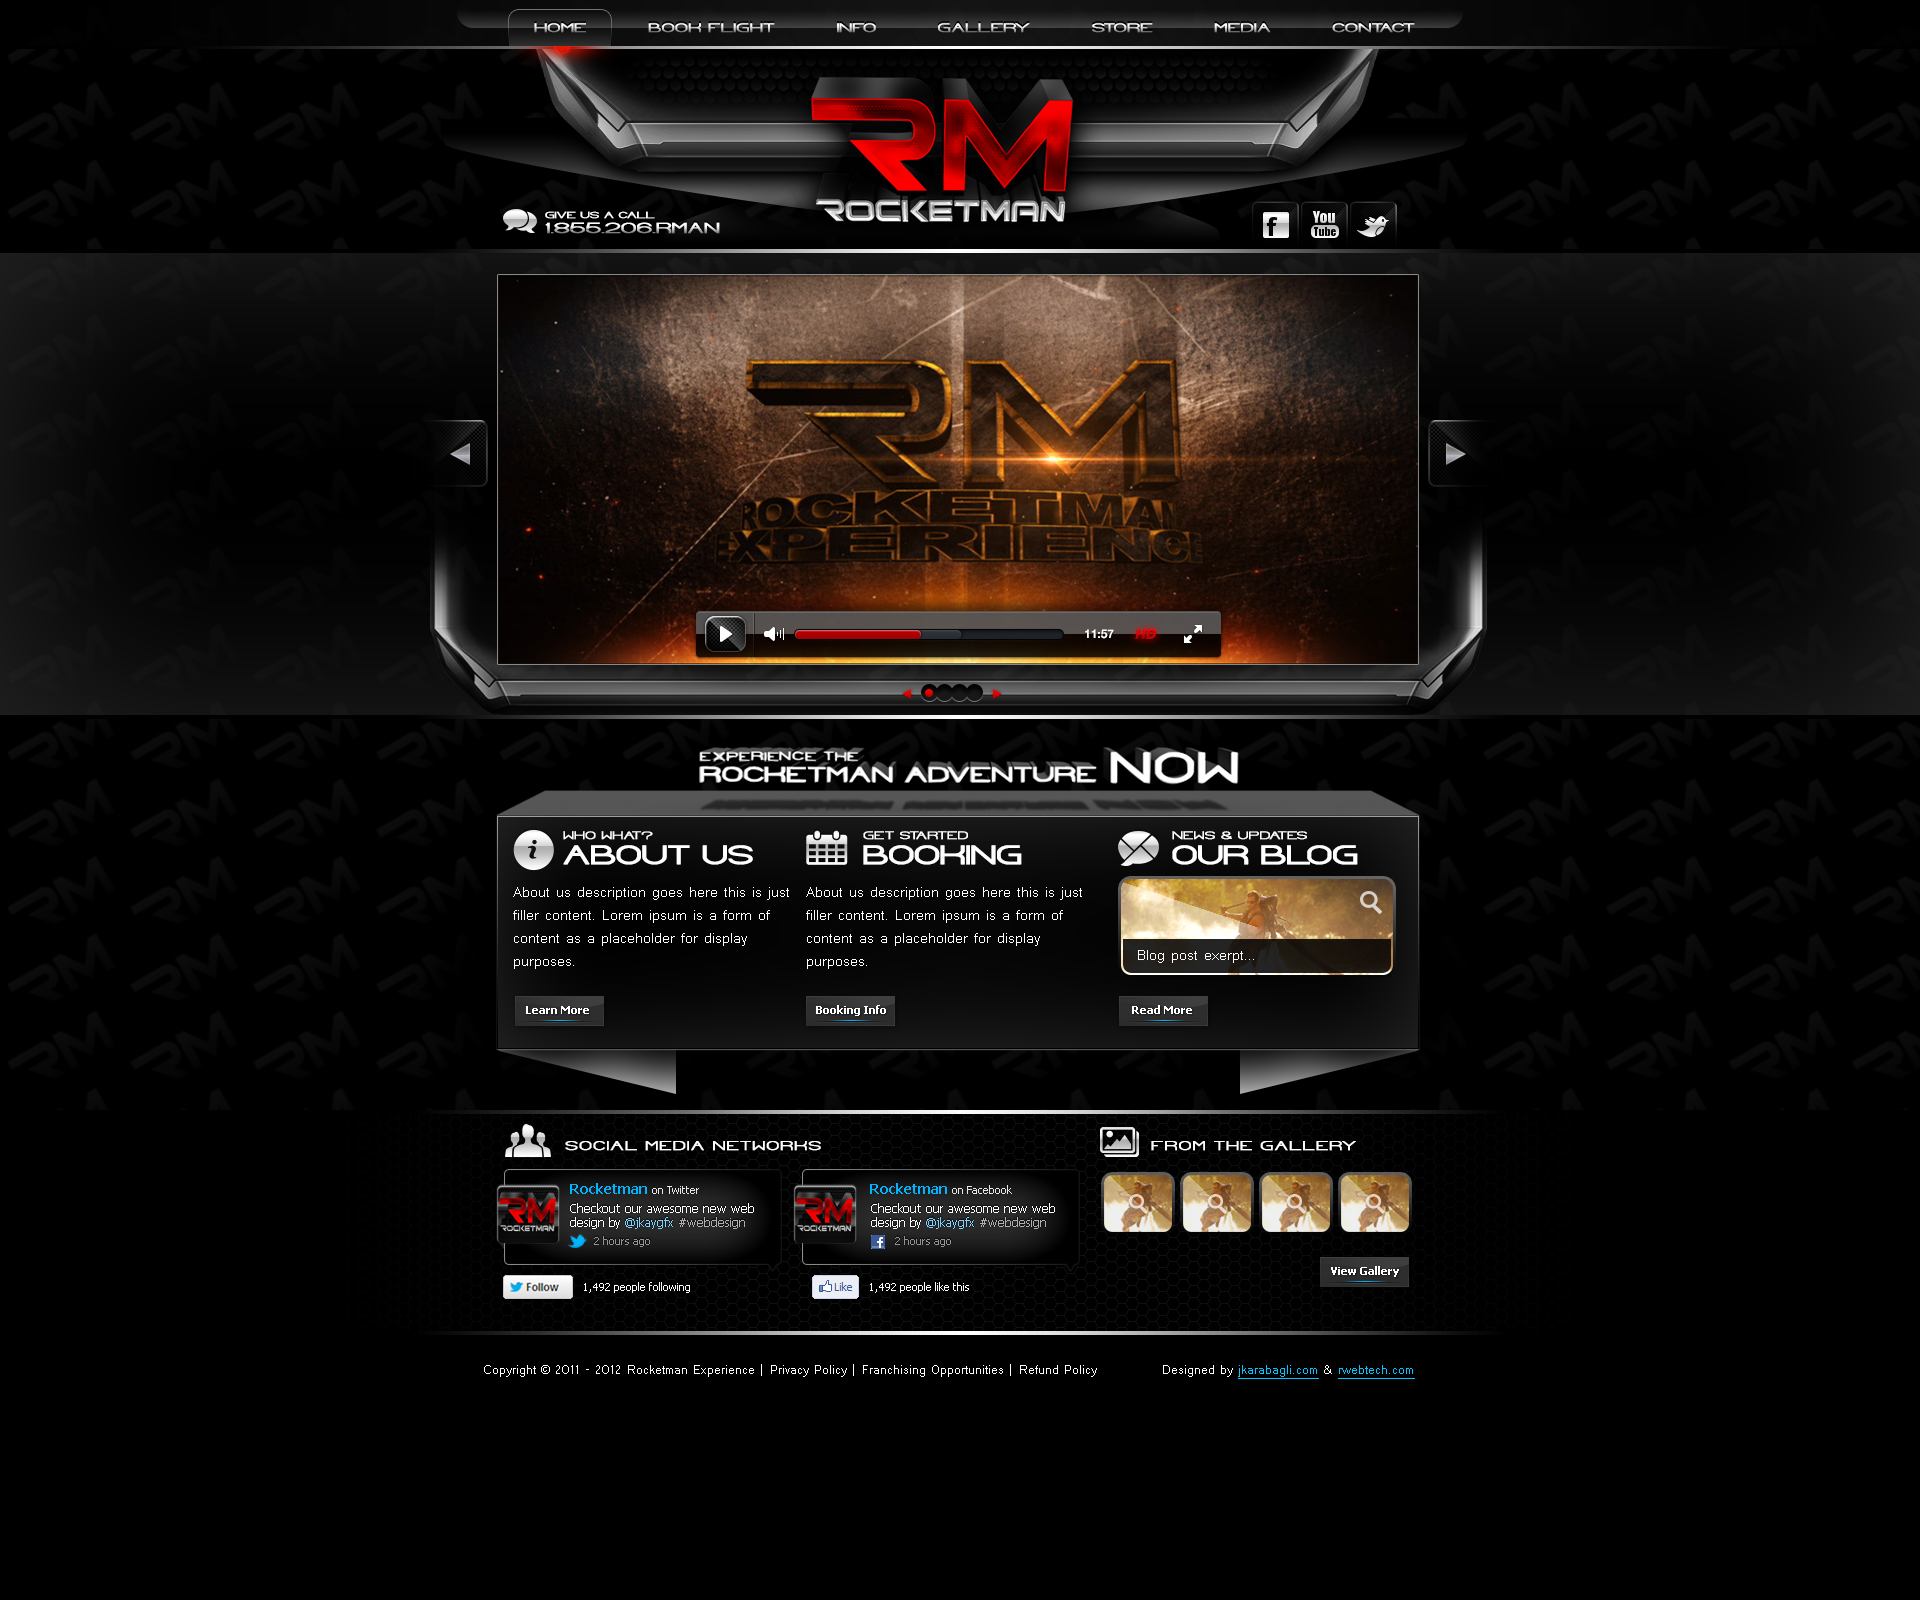 HOME BOOK FLIGHT INFO GALLERY STORE MEDIA CONTACT
RM
ROCKETMAN
GIVE US A CALL
1.855.206.RMAN
f You Tube
RM
ROCKETMAN
EXPERIENCE
11:57 HD
EXPERIENCE THE
ROCKETMAN ADVENTURE NOW
WHO WHAT?
ABOUT US
About us description goes here this is just
filler content. Lorem ipsum is a form of
content as a placeholder for display
purposes.
Learn More
GET STARTED
BOOKING
About us description goes here this is just
filler content. Lorem ipsum is a form of
content as a placeholder for display
purposes.
Booking Info
NEWS & UPDATES
OUR BLOG
Blog post exerpt...
Read More
SOCIAL MEDIA NETWORKS
RM
ROCKETMAN
Rocketman on Twitter
Checkout our awesome new web
design by @jkaygfx #webdesign
2 hours ago
Follow 1,492 people following
RM
ROCKETMAN
Rocketman on Facebook
Checkout our awesome new web
design by @jkaygfx #webdesign
2 hours ago
Like 1,492 people like this
FROM THE GALLERY
View Gallery
Copyright © 2011 - 2012 Rocketman Experience | Privacy Policy | Franchising Opportunities | Refund Policy
Designed by jkarabagli.com & rwebtech.com